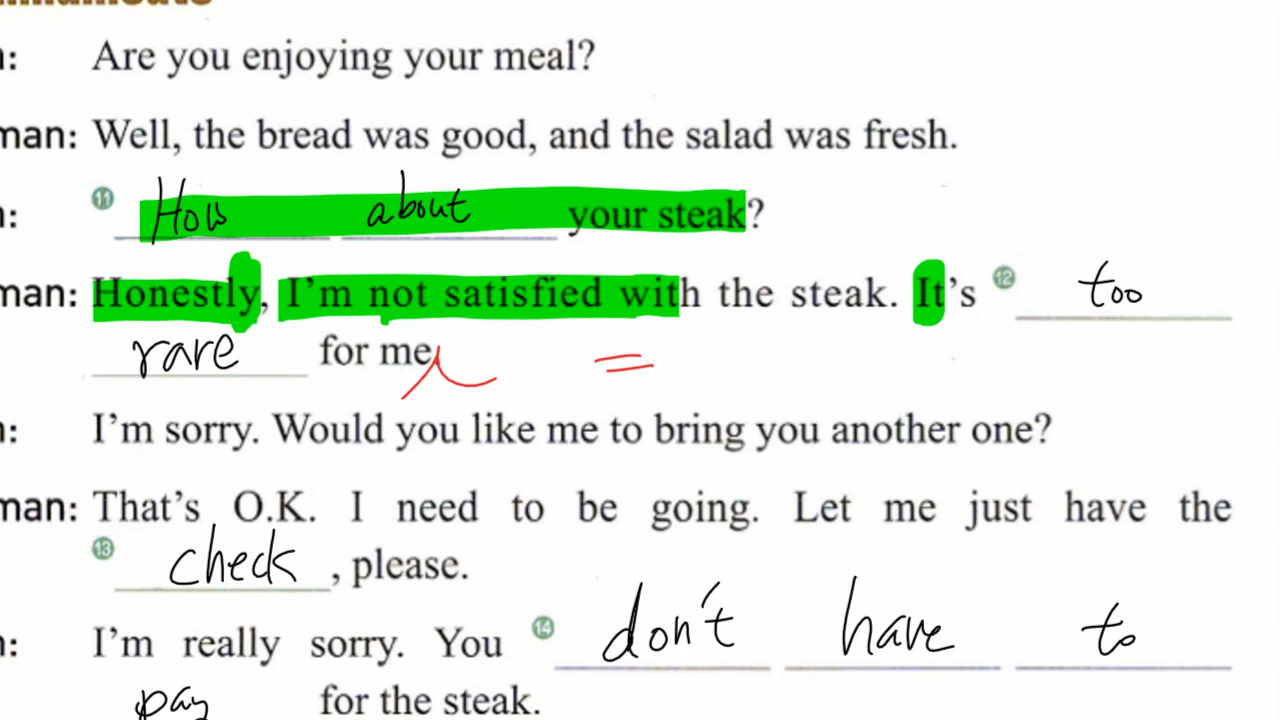 : Are you enjoying your meal?
man: Well, the bread was good, and the salad was fresh.
: ⑪ How about your steak?
man: Honestly, I'm not satisfied with the steak. It's ⑫ too
rare for me
: I'm sorry. Would you like me to bring you another one?
man: That's O.K. I need to be going. Let me just have the
⑬ check, please.
: I'm really sorry. You ⑭ don't have to
pay for the steak.